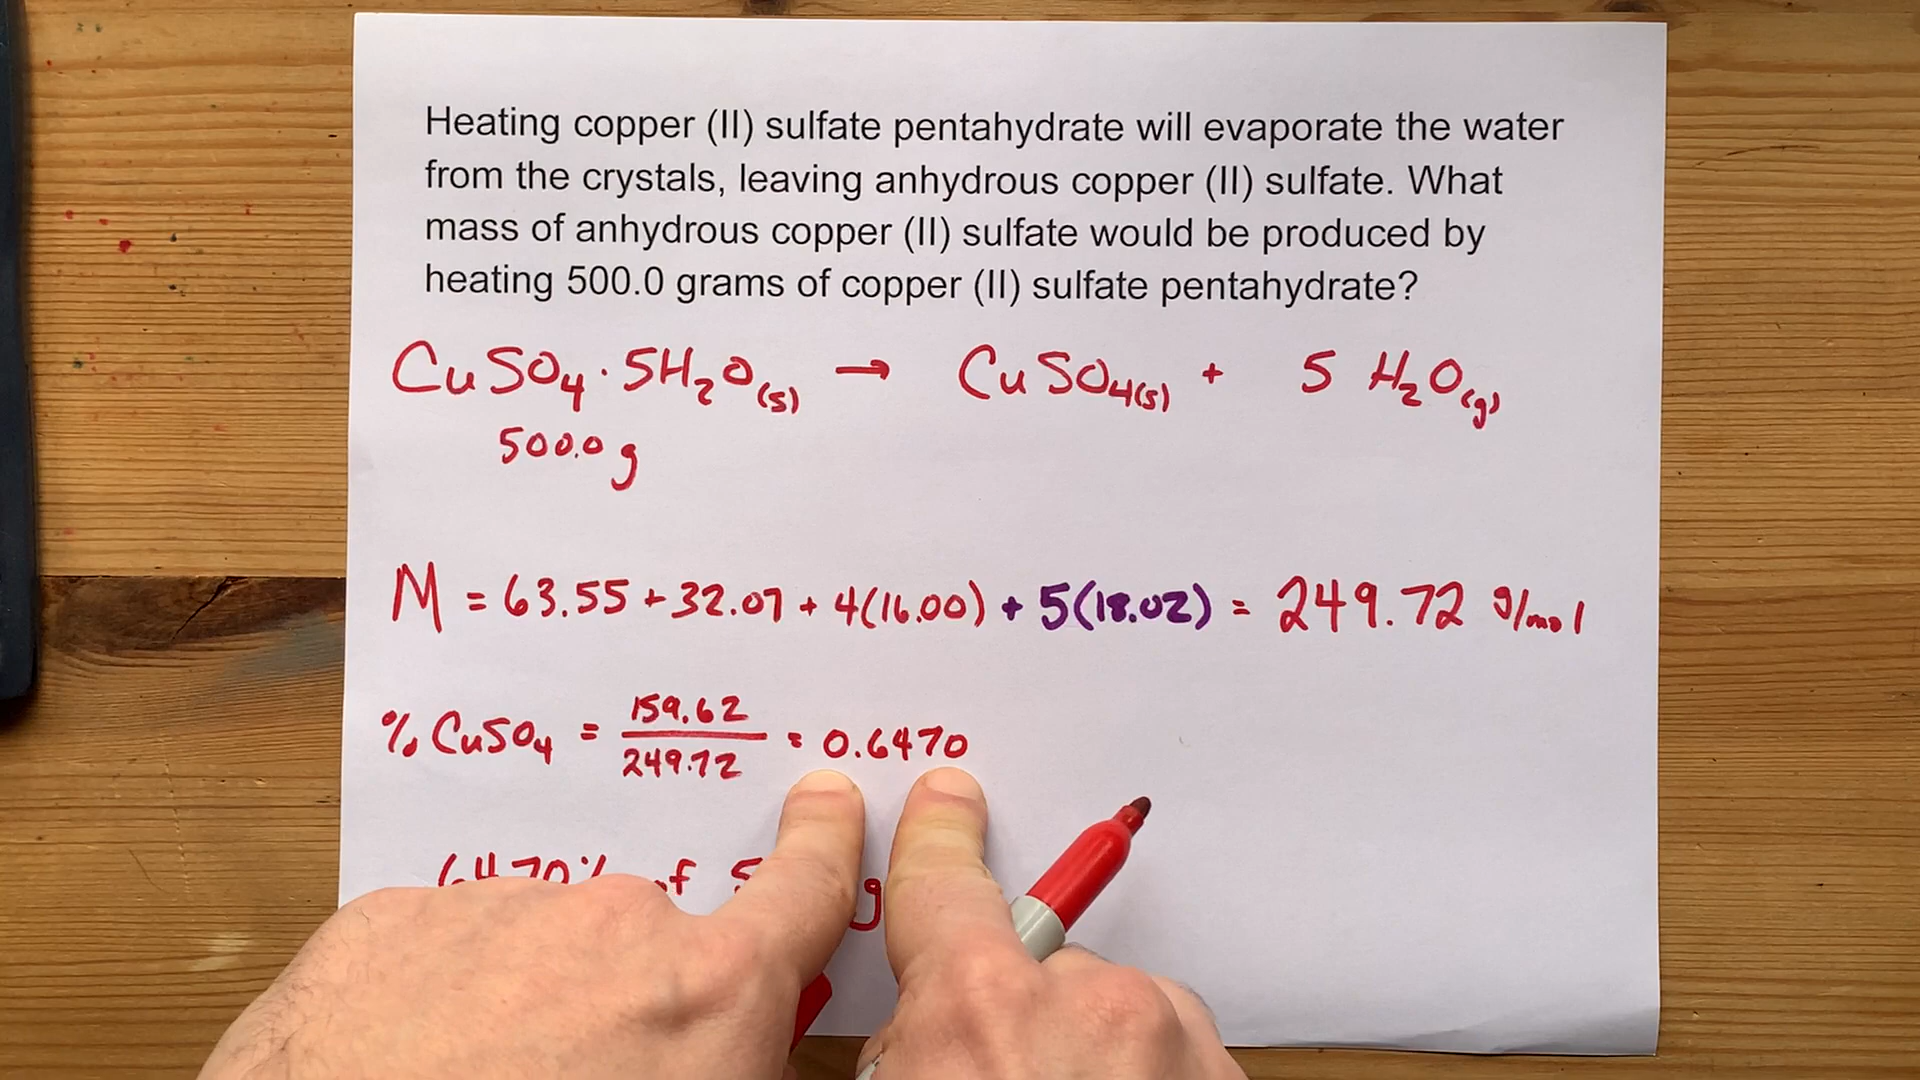 Heating copper (II) sulfate pentahydrate will evaporate the water
from the crystals, leaving anhydrous copper (II) sulfate. What
mass of anhydrous copper (II) sulfate would be produced by
heating 500.0 grams of copper (II) sulfate pentahydrate?
CuSO₄ · 5H₂O(s) → CuSO₄(s) + 5 H₂O(g)
500.0 g
M = 63.55 + 32.07 + 4(16.00) + 5(18.02) = 249.72 g/mol
% CuSO₄ = 159.62 / 249.72 = 0.6470
64.70% of g